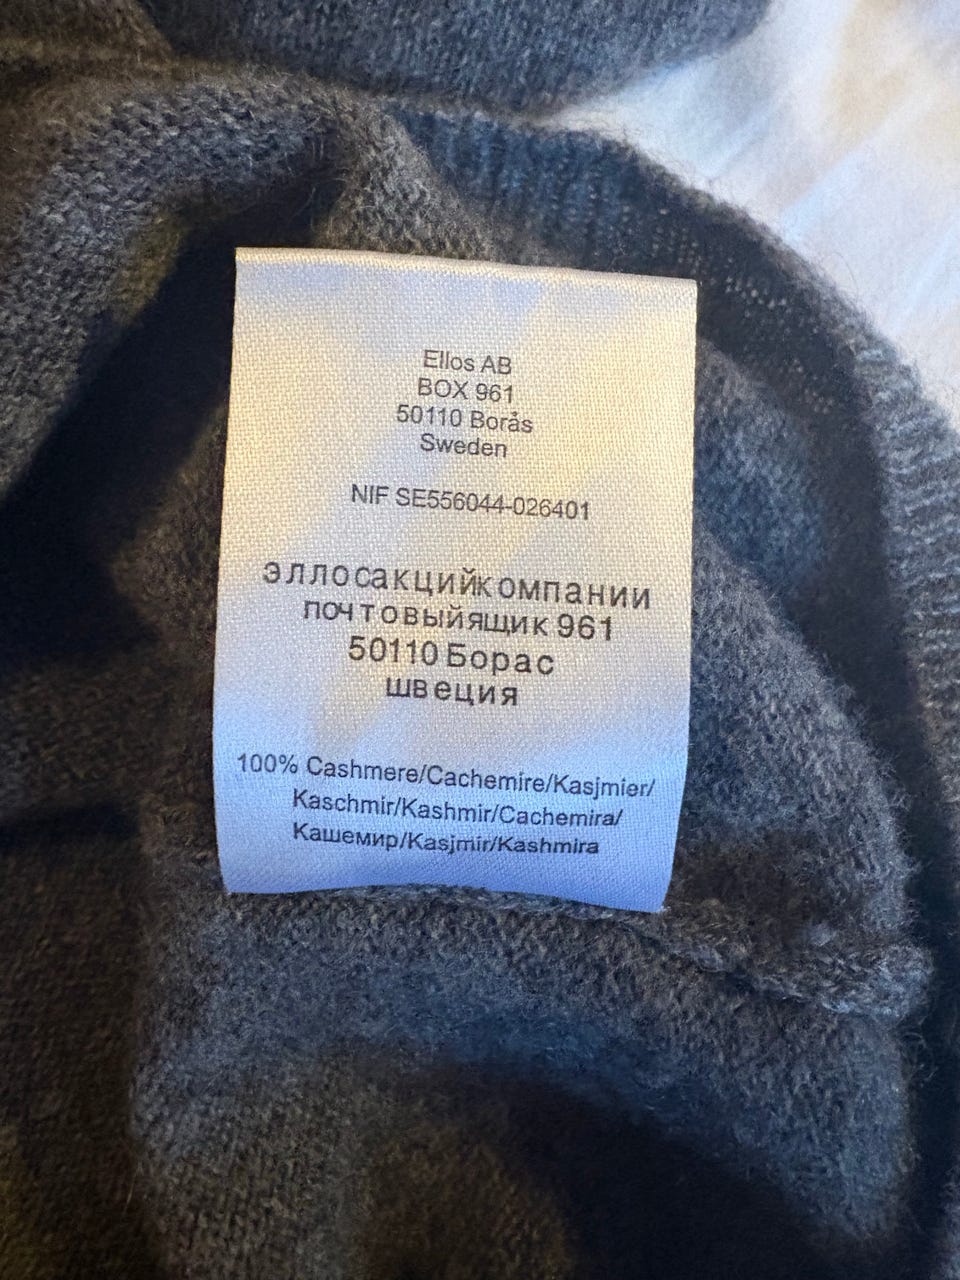 Ellos AB
BOX 961
50110 Borås
Sweden
NIF SE556044-026401
эллосакцийкомпании
почтовыйящик 961
50110 Борас
швеция
100% Cashmere/Cachemire/Kasjmier/
Kaschmir/Kashmir/Cachemira/
Кашемир/Kasjmir/Kashmira